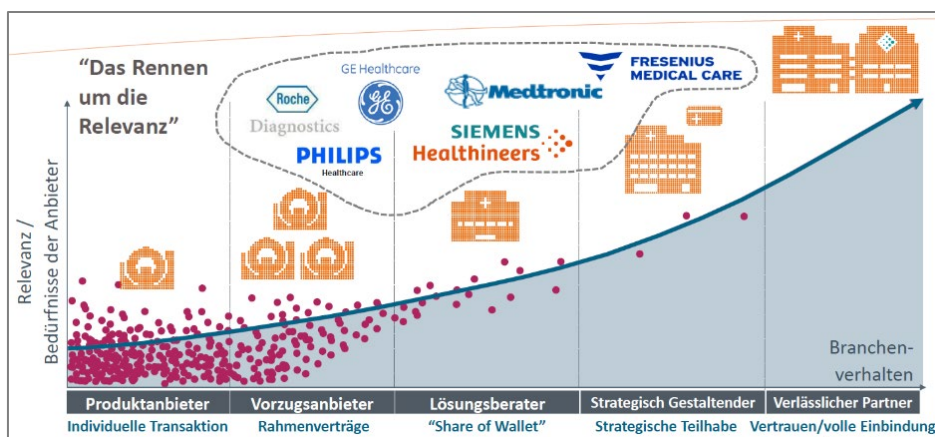 "Das Rennen
um die
Relevanz"
Roche
Diagnostics
GE Healthcare
GE
PHILIPS
Healthcare
Medtronic
SIEMENS
Healthineers
FRESENIUS
MEDICAL CARE
Relevanz /
Bedürfnisse der Anbieter
Branchen-
verhalten
Produktanbieter
Vorzugsanbieter
Lösungsberater
Strategisch Gestaltender
Verlässlicher Partner
Individuelle Transaktion
Rahmenverträge
"Share of Wallet"
Strategische Teilhabe
Vertrauen/volle Einbindung